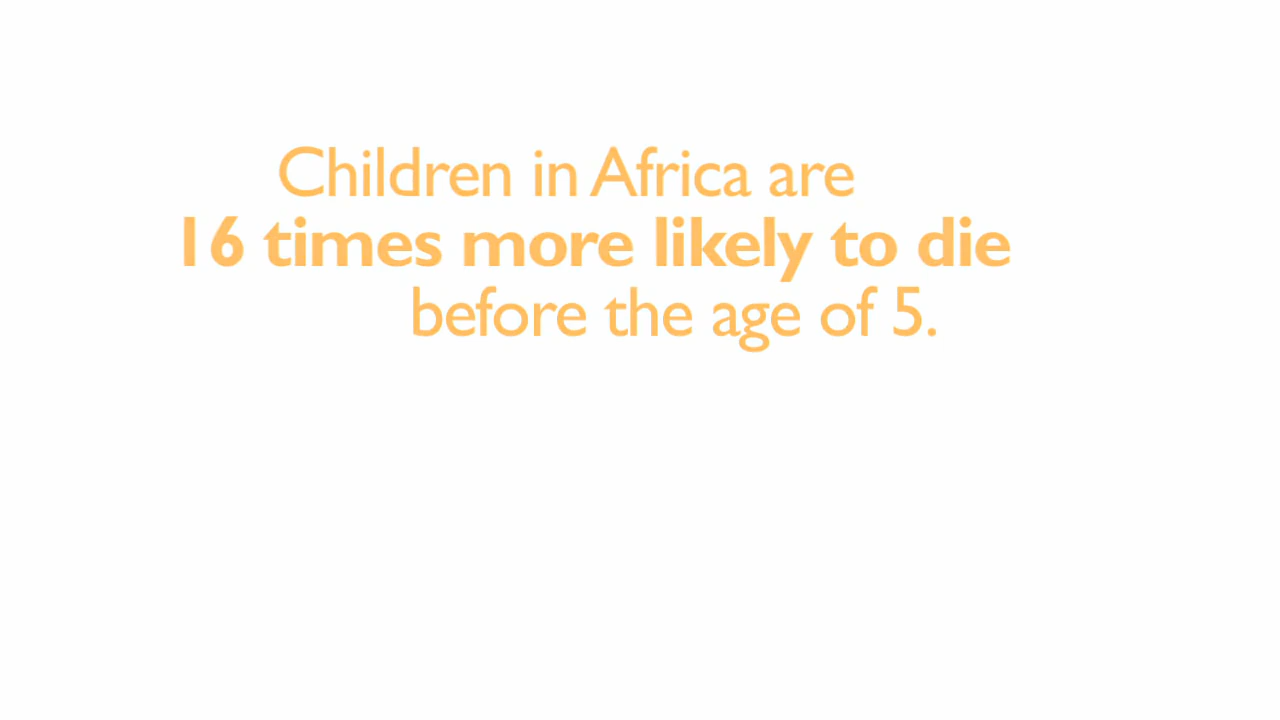 Children in Africa are
16 times more likely to die
before the age of 5.